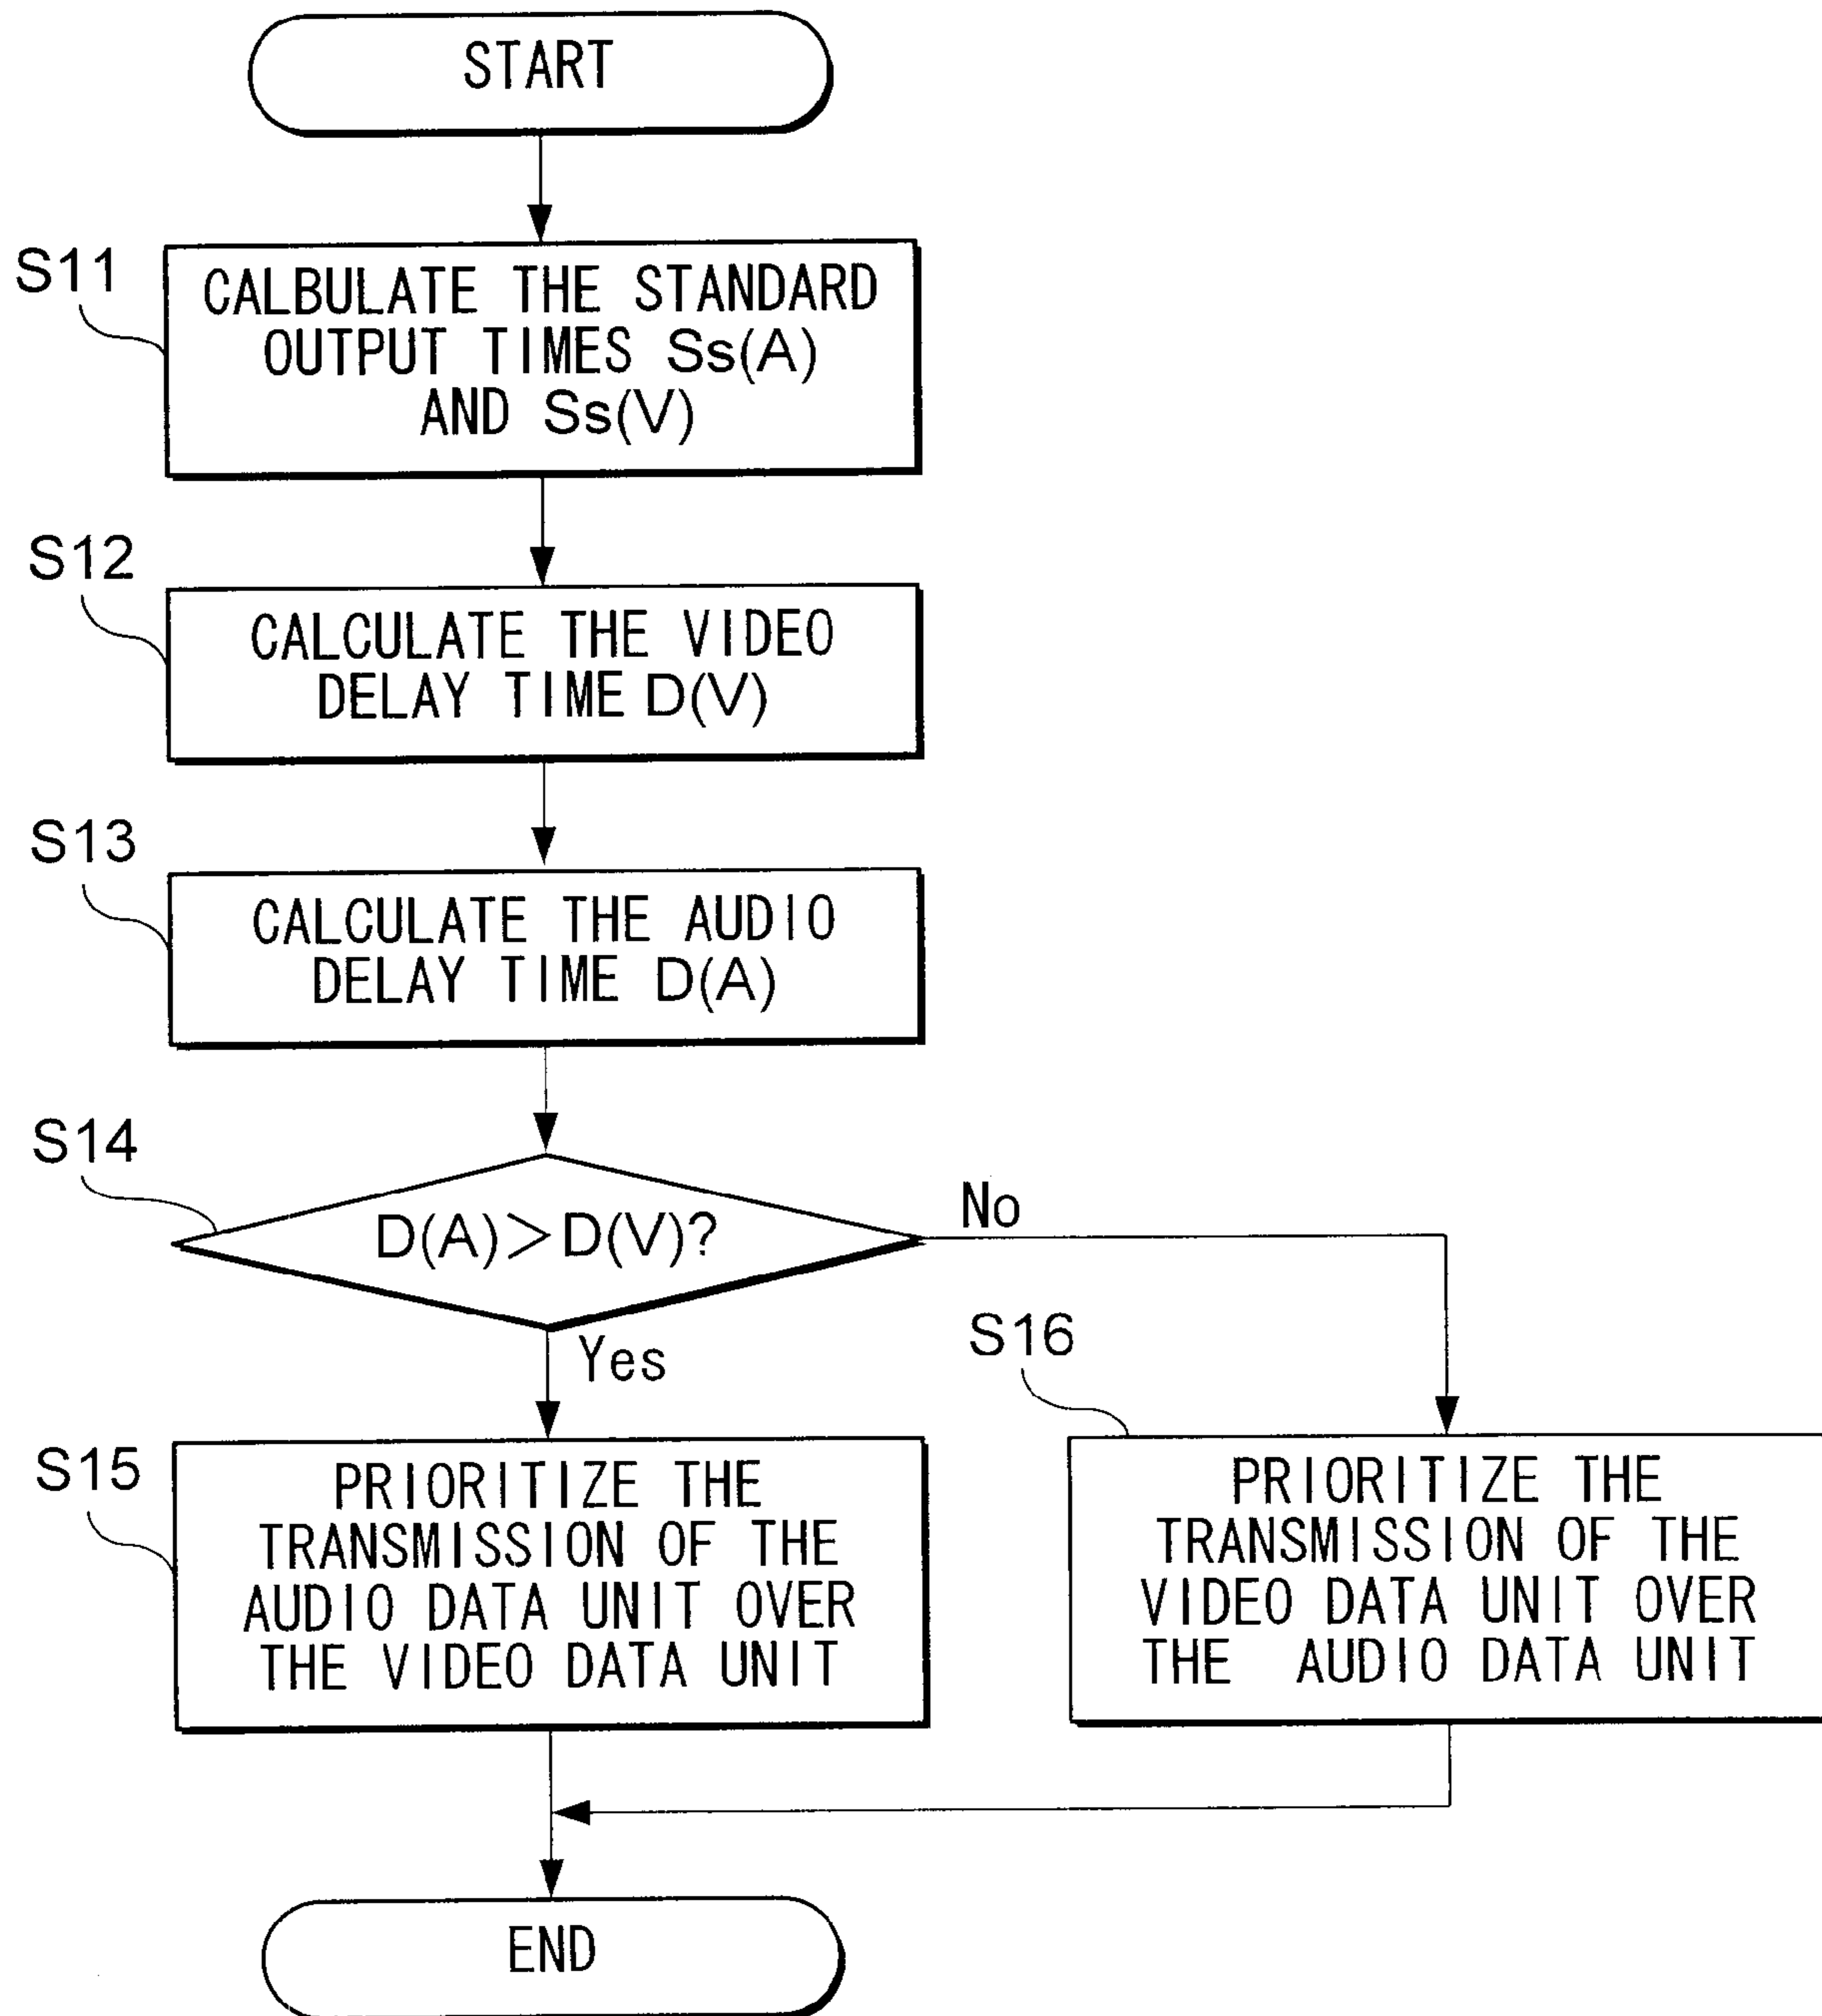 START
S11
CALBULATE THE STANDARD
OUTPUT TIMES Ss(A)
AND Ss(V)
S12
CALCULATE THE VIDEO
DELAY TIME D(V)
S13
CALCULATE THE AUDIO
DELAY TIME D(A)
S14
D(A)>D(V)?
No
Yes
S15
PRIORITIZE THE
TRANSMISSION OF THE
AUDIO DATA UNIT OVER
THE VIDEO DATA UNIT
S16
PRIORITIZE THE
TRANSMISSION OF THE
VIDEO DATA UNIT OVER
THE AUDIO DATA UNIT
END